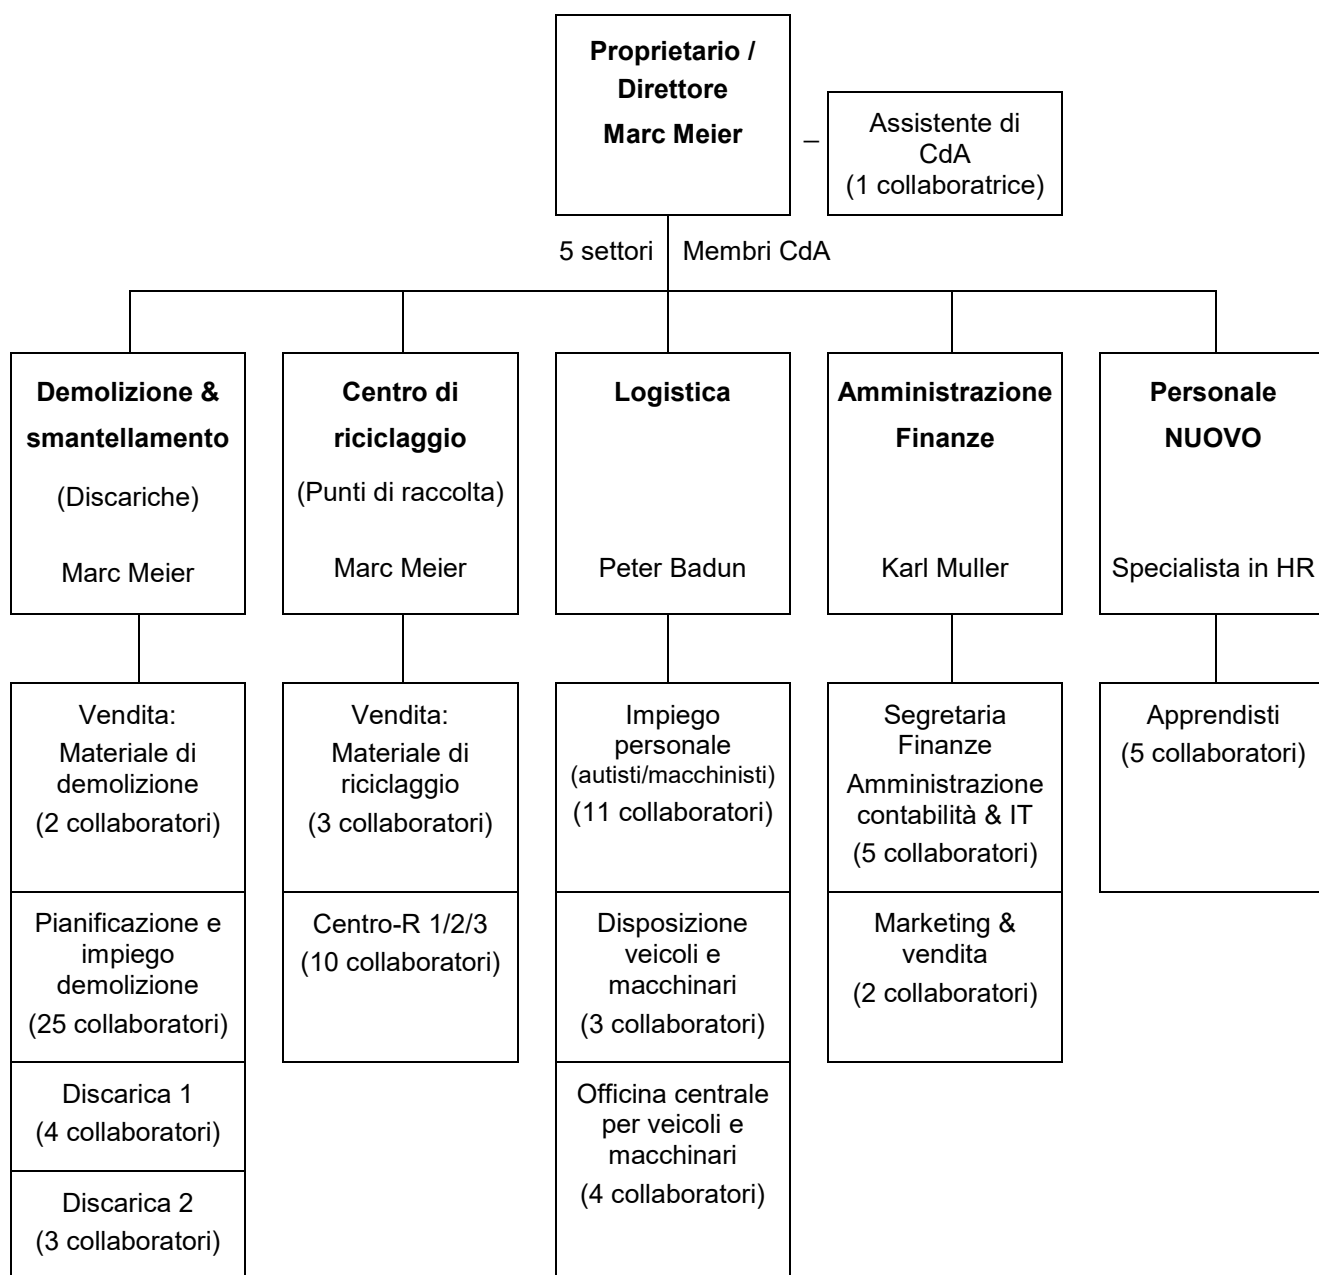 Proprietario /
Direttore
Marc Meier
–
Assistente di
CdA
(1 collaboratrice)
5 settori
Membri CdA
Demolizione &
smantellamento
(Discariche)
Marc Meier
Centro di
riciclaggio
(Punti di raccolta)
Marc Meier
Logistica
Peter Badun
Amministrazione
Finanze
Karl Muller
Personale
NUOVO
Specialista in HR
Vendita:
Materiale di
demolizione
(2 collaboratori)
Pianificazione e
impiego
demolizione
(25 collaboratori)
Discarica 1
(4 collaboratori)
Discarica 2
(3 collaboratori)
Vendita:
Materiale di
riciclaggio
(3 collaboratori)
Centro-R 1/2/3
(10 collaboratori)
Impiego
personale
(autisti/macchinisti)
(11 collaboratori)
Disposizione
veicoli e
macchinari
(3 collaboratori)
Officina centrale
per veicoli e
macchinari
(4 collaboratori)
Segretaria
Finanze
Amministrazione
contabilità & IT
(5 collaboratori)
Marketing &
vendita
(2 collaboratori)
Apprendisti
(5 collaboratori)